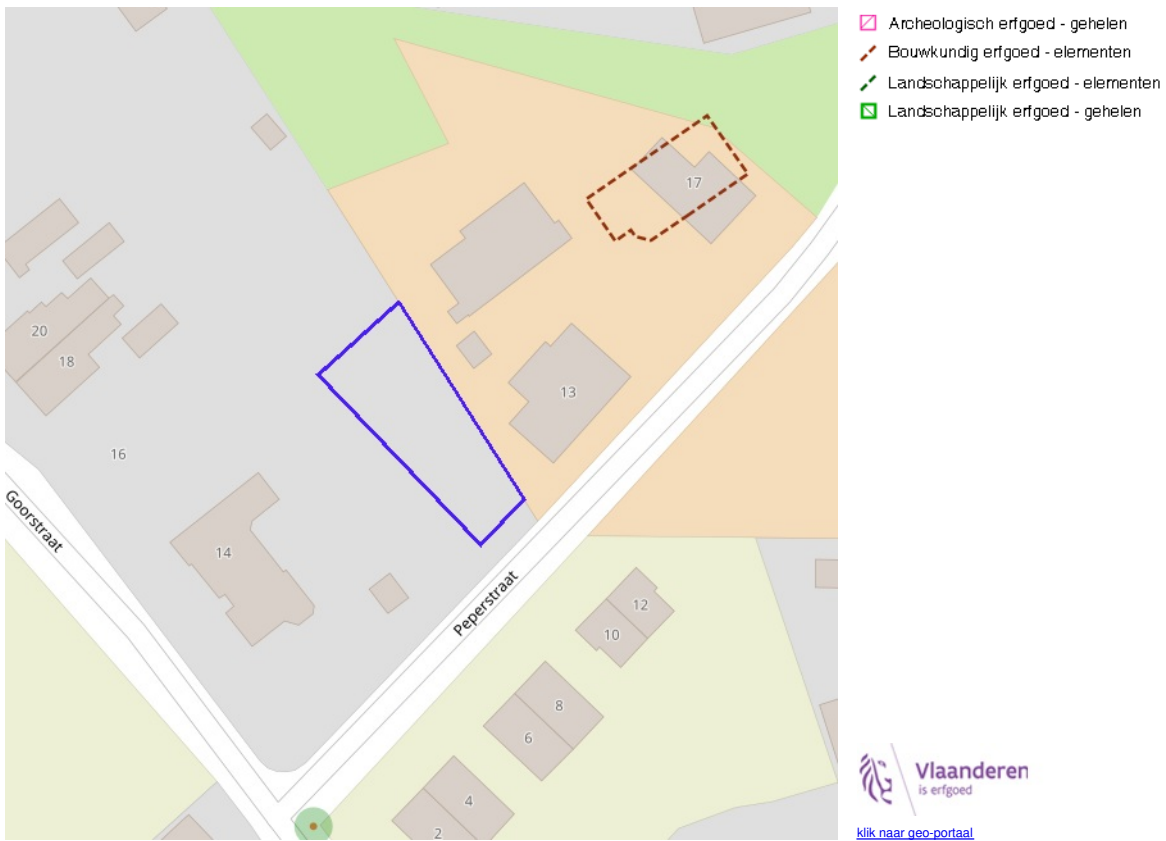 Archeologisch erfgoed - gehelen
Bouwkundig erfgoed - elementen
Landschappelijk erfgoed - elementen
Landschappelijk erfgoed - gehelen
17
20
18
13
16
Goorstraat
14
Peperstraat
12
10
8
6
4
2
Vlaanderen
is erfgoed
klik naar geo-portaal